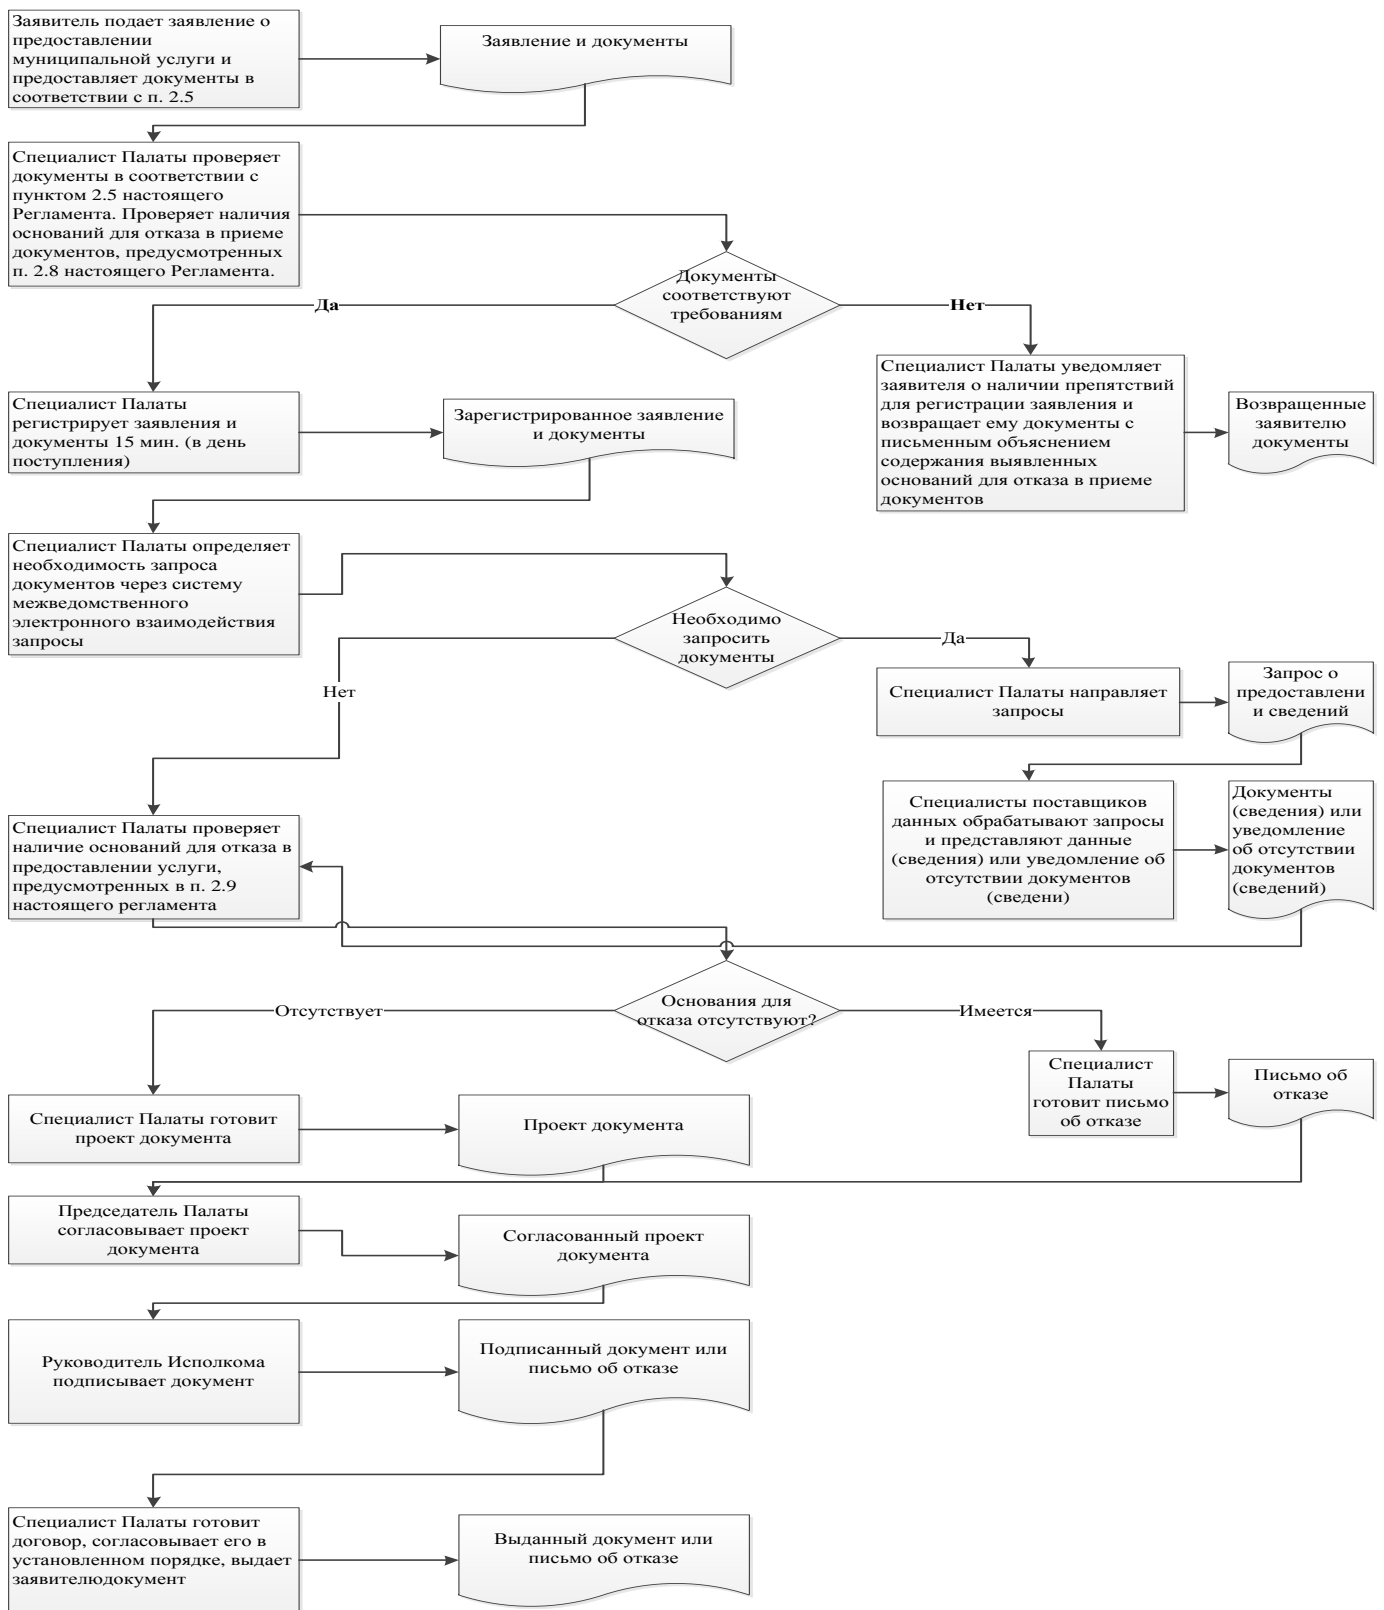 Заявитель подает заявление о
предоставлении
муниципальной услуги и
предоставляет документы в
соответствии с п. 2.5
Заявление и документы
Специалист Палаты проверяет
документы в соответствии с
пунктом 2.5 настоящего
Регламента. Проверяет наличия
оснований для отказа в приеме
документов, предусмотренных
п. 2.8 настоящего Регламента.
Документы
соответствуют
требованиям
Да
Нет
Специалист Палаты
регистрирует заявления и
документы 15 мин. (в день
поступления)
Зарегистрированное заявление
и документы
Специалист Палаты уведомляет
заявителя о наличии препятствий
для регистрации заявления и
возвращает ему документы с
письменным объяснением
содержания выявленных
оснований для отказа в приеме
документов
Возвращенные
заявителю
документы
Специалист Палаты определяет
необходимость запроса
документов через систему
межведомственного
электронного взаимодействия
запросы
Необходимо
запросить
документы
Да
Нет
Специалист Палаты направляет
запросы
Запрос о
предоставлени
и сведений
Специалисты поставщиков
данных обрабатывают запросы
и представляют данные
(сведения) или уведомление об
отсутствии документов
(сведени)
Документы
(сведения) или
уведомление
об отсутствии
документов
(сведений)
Специалист Палаты проверяет
наличие оснований для отказа в
предоставлении услуги,
предусмотренных в п. 2.9
настоящего регламента
Основания для
отказа отсутствуют?
Отсутствует
Имеется
Специалист
Палаты
готовит письмо
об отказе
Письмо об
отказе
Специалист Палаты готовит
проект документа
Проект документа
Председатель Палаты
согласовывает проект
документа
Согласованный проект
документа
Руководитель Исполкома
подписывает документ
Подписанный документ или
письмо об отказе
Специалист Палаты готовит
договор, согласовывает его в
установленном порядке, выдает
заявителюдокумент
Выданный документ или
письмо об отказе